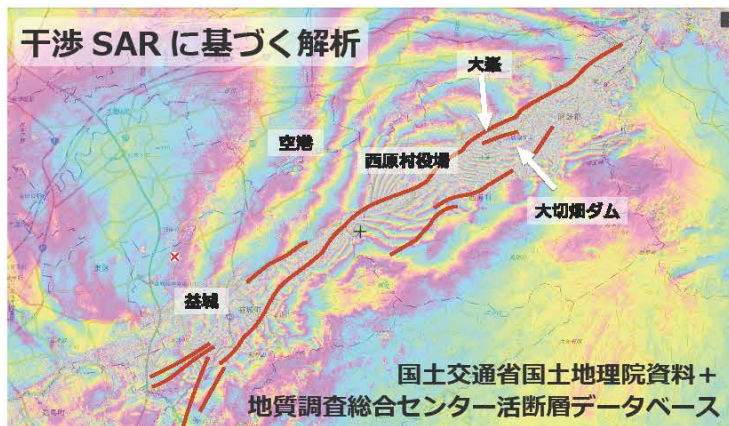 干渉 SAR に基づく解析
大峯
空港
西原村役場
大切畑ダム
益城
国土交通省国土地理院資料+
地質調査総合センター活断層データベース